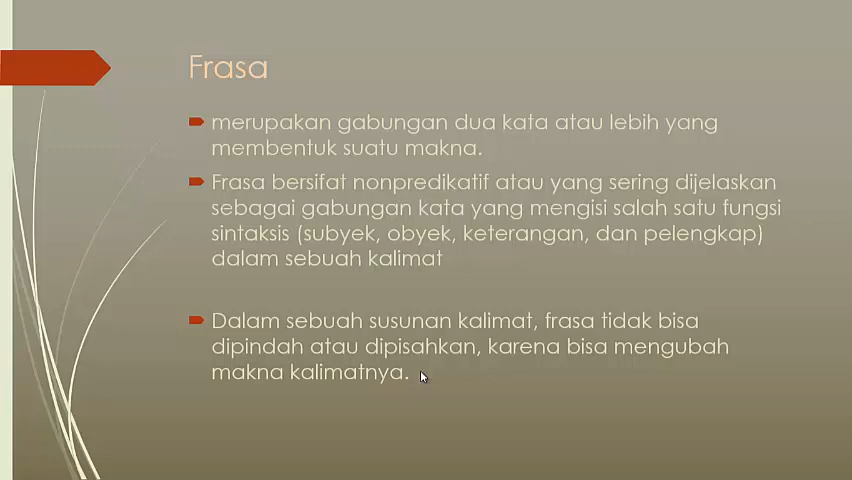 Frasa
merupakan gabungan dua kata atau lebih yang
membentuk suatu makna.
Frasa bersifat nonpredikatif atau yang sering dijelaskan
sebagai gabungan kata yang mengisi salah satu fungsi
sintaksis (subyek, obyek, keterangan, dan pelengkap)
dalam sebuah kalimat
Dalam sebuah susunan kalimat, frasa tidak bisa
dipindah atau dipisahkan, karena bisa mengubah
makna kalimatnya.